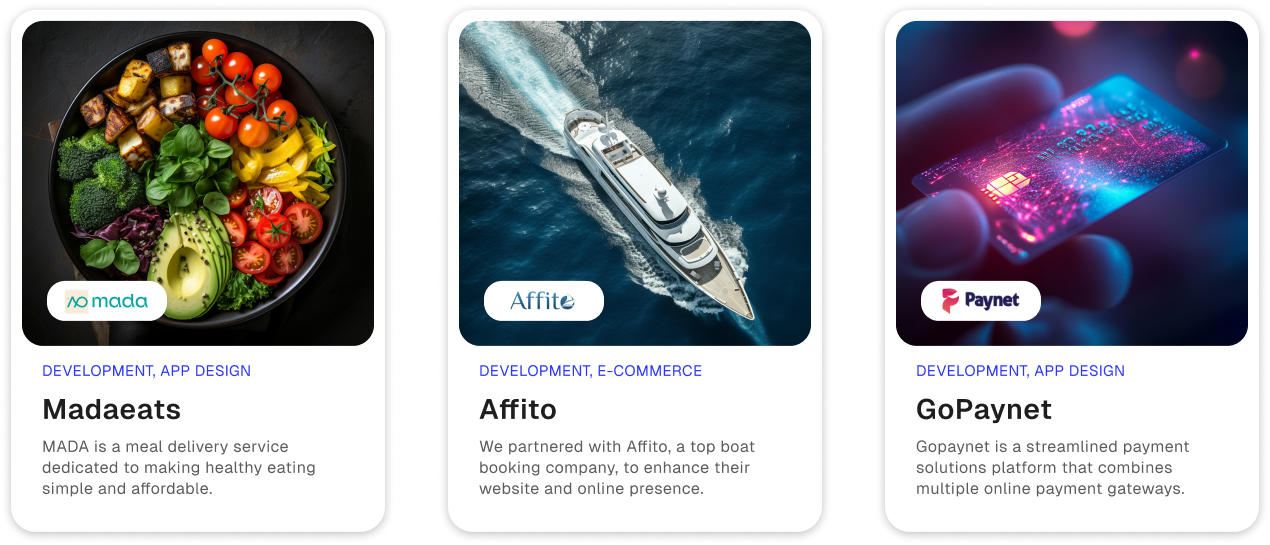 mada
DEVELOPMENT, APP DESIGN
Madaeats
MADA is a meal delivery service
dedicated to making healthy eating
simple and affordable.
Affito
DEVELOPMENT, E-COMMERCE
Affito
We partnered with Affito, a top boat
booking company, to enhance their
website and online presence.
Paynet
DEVELOPMENT, APP DESIGN
GoPaynet
Gopaynet is a streamlined payment
solutions platform that combines
multiple online payment gateways.